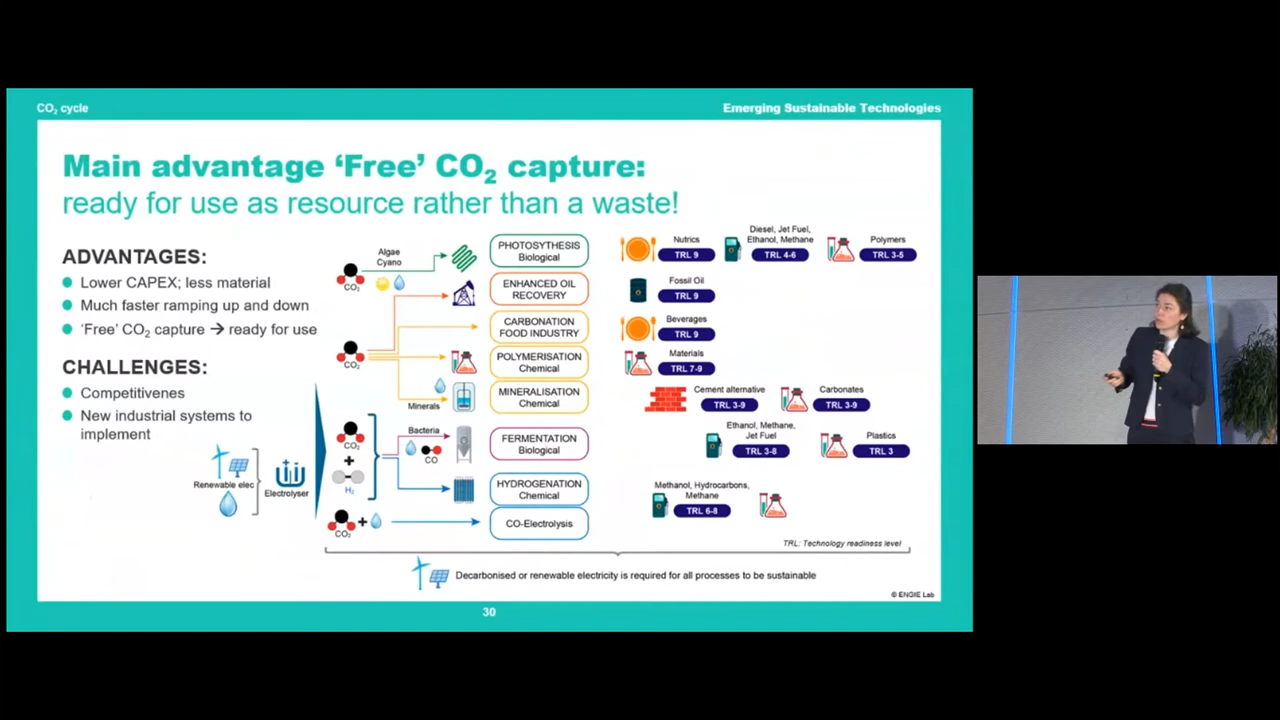 CO₂ cycle
Emerging Sustainable Technologies
Main advantage ‘Free’ CO₂ capture:
ready for use as resource rather than a waste!
ADVANTAGES:
Lower CAPEX; less material
Much faster ramping up and down
‘Free’ CO₂ capture → ready for use
CHALLENGES:
Competitivenes
New industrial systems to
implement
Renewable elec
Electrolyser
Algae
Cyano
CO₂
PHOTOSYTHESIS
Biological
Nutrics
TRL 9
Diesel, Jet Fuel,
Ethanol, Methane
TRL 4-6
Polymers
TRL 3-5
ENHANCED OIL
RECOVERY
Fossil Oil
TRL 9
CO₂
CARBONATION
FOOD INDUSTRY
Beverages
TRL 9
POLYMERISATION
Chemical
Materials
TRL 7-9
Minerals
MINERALISATION
Chemical
Cement alternative
TRL 3-9
Carbonates
TRL 3-9
CO₂
+
H₂
Bacteria
CO
FERMENTATION
Biological
Ethanol, Methane,
Jet Fuel
TRL 3-8
Plastics
TRL 3
HYDROGENATION
Chemical
Methanol, Hydrocarbons,
Methane
TRL 6-8
CO₂
+
CO-Electrolysis
TRL: Technology readiness level
Decarbonised or renewable electricity is required for all processes to be sustainable
© ENGIE Lab
30